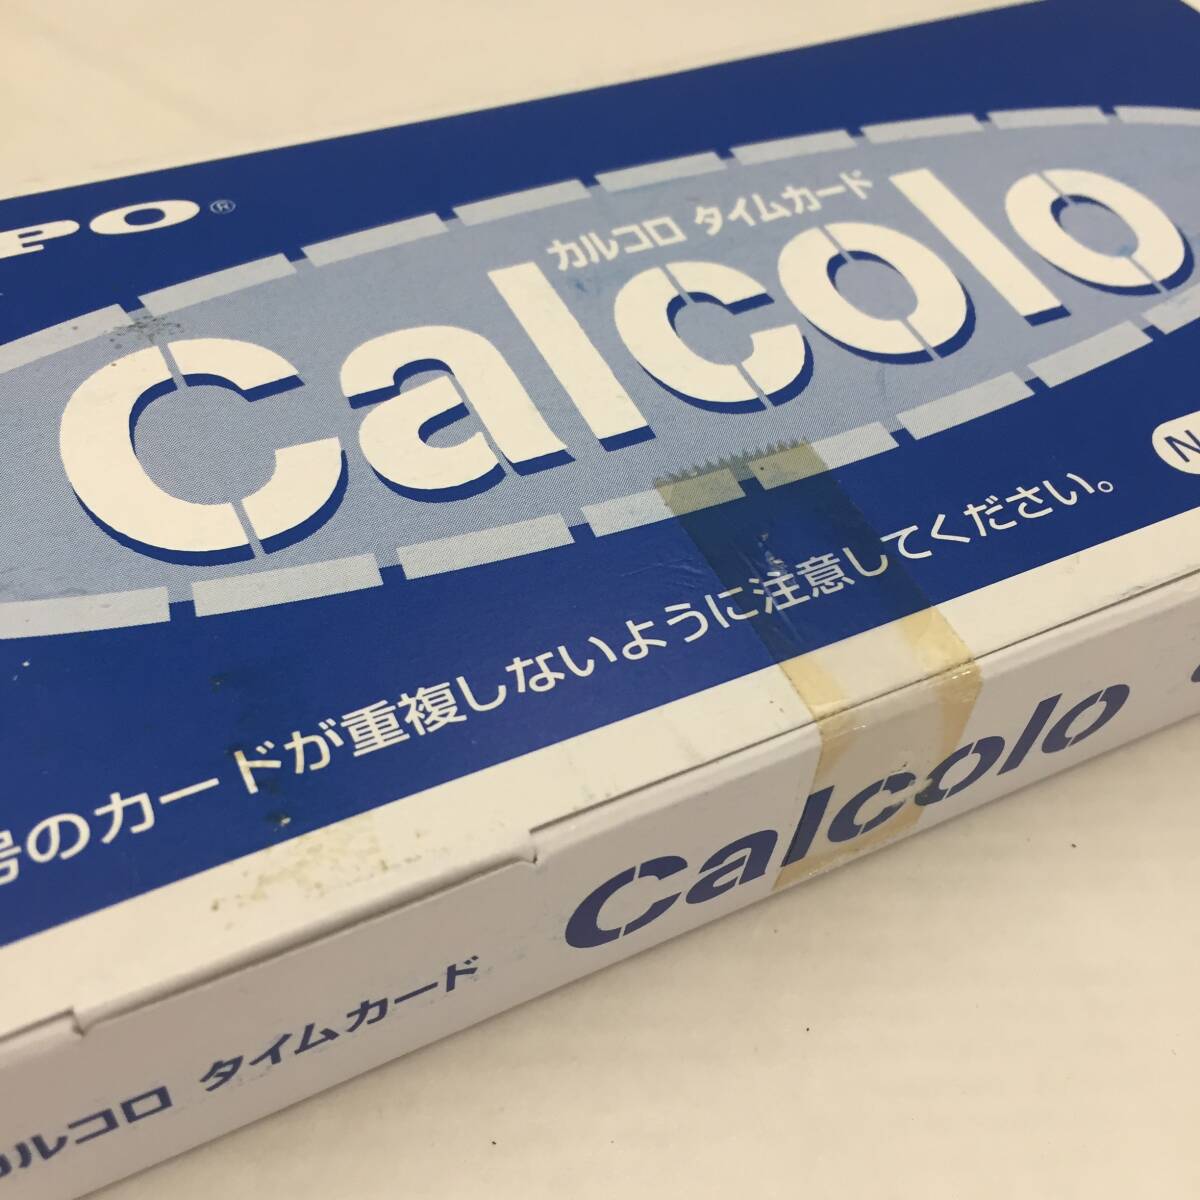 PO®
カルコロ タイムカード
Calcolo
N
号のカードが重複しないように注意してください。
Calcolo
カルコロ タイムカード